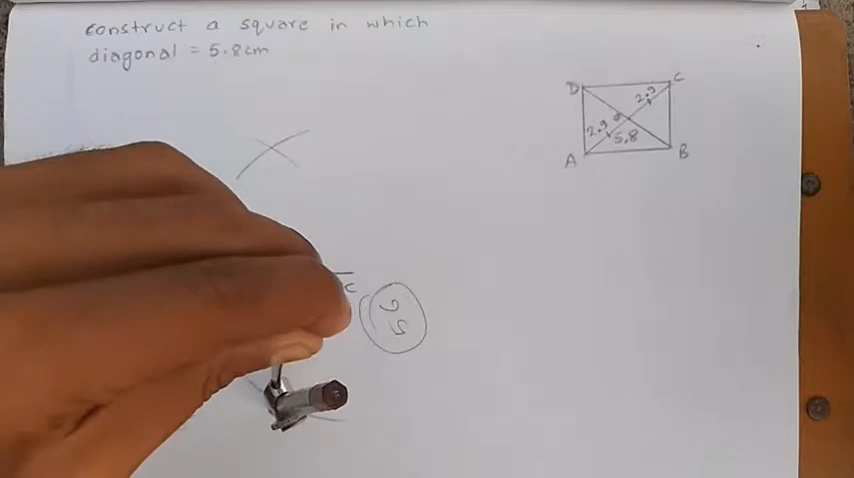 construct a square in which
diagonal = 5.8cm
D C
2.9
2.9 o
5.8
A B
C